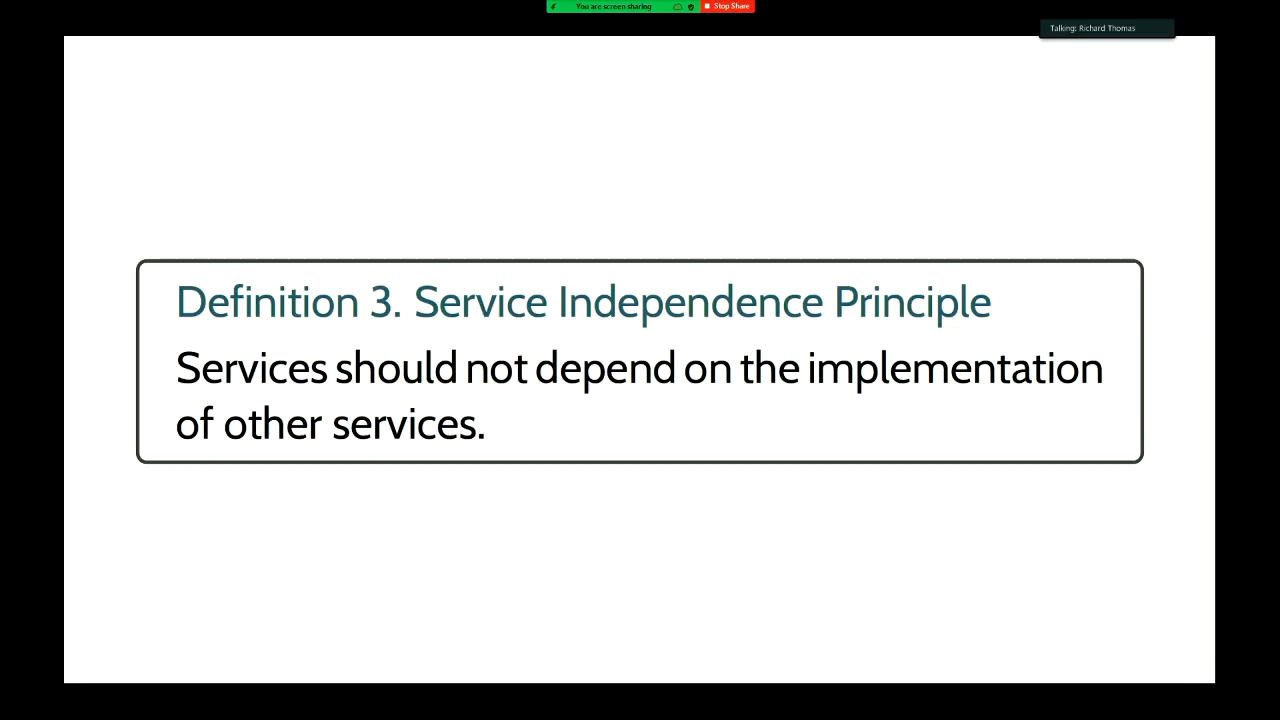 You are screen sharing
Stop Share
Talking: Richard Thomas
Definition 3. Service Independence Principle
Services should not depend on the implementation
of other services.